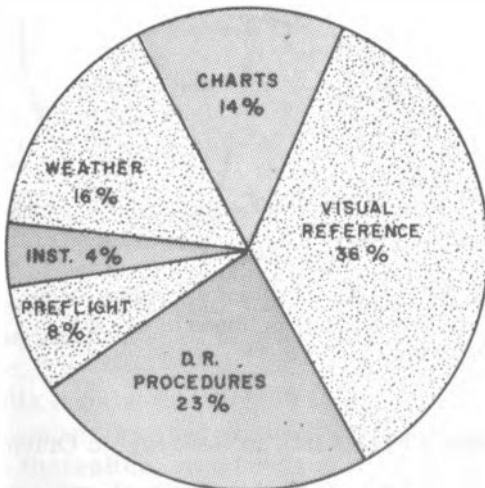 CHARTS
14%
WEATHER
16%
VISUAL
REFERENCE
36%
INST. 4%
PREFLIGHT
8%
D. R.
PROCEDURES
23%